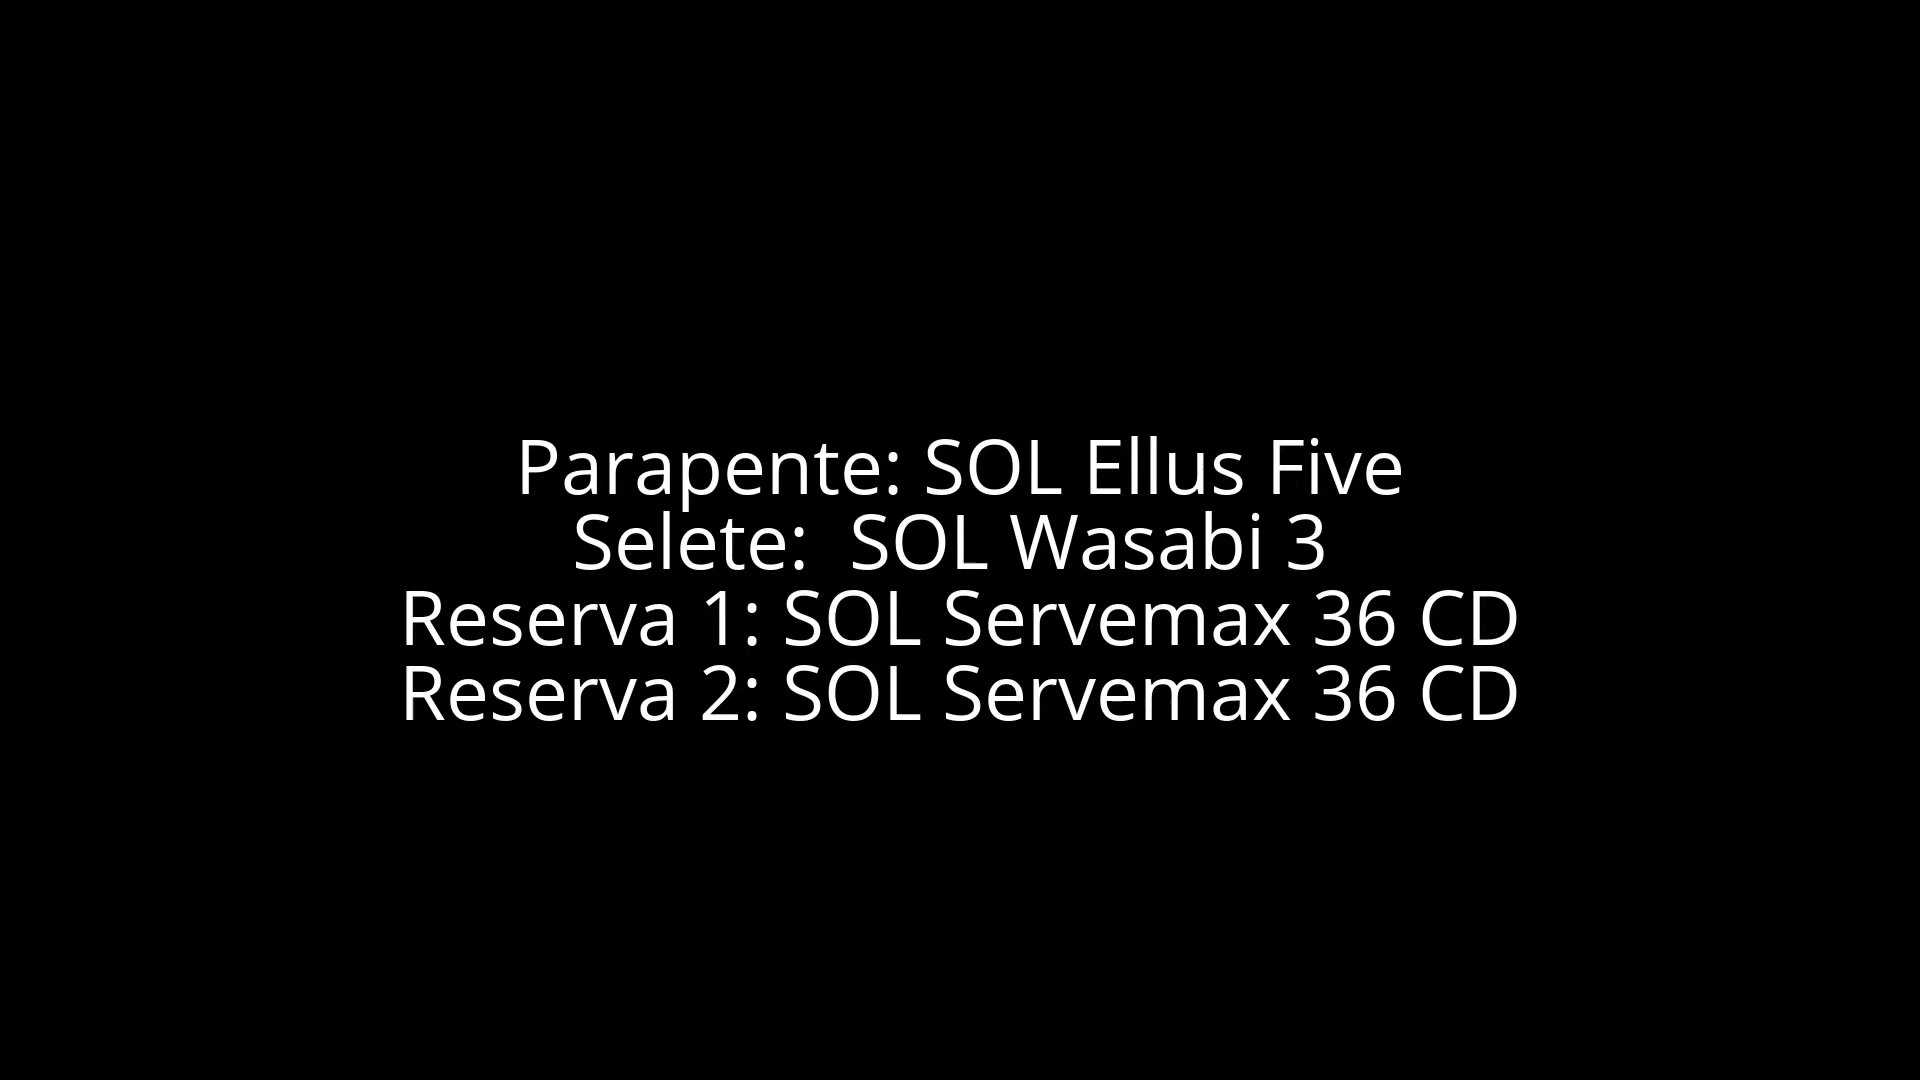 Parapente: SOL Ellus Five
Selete:  SOL Wasabi 3
Reserva 1: SOL Servemax 36 CD
Reserva 2: SOL Servemax 36 CD